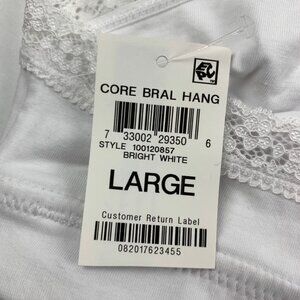 CORE BRAL HANG
7 33002 29350 6
STYLE 100120857
BRIGHT WHITE
LARGE
Customer Return Label
082017623455